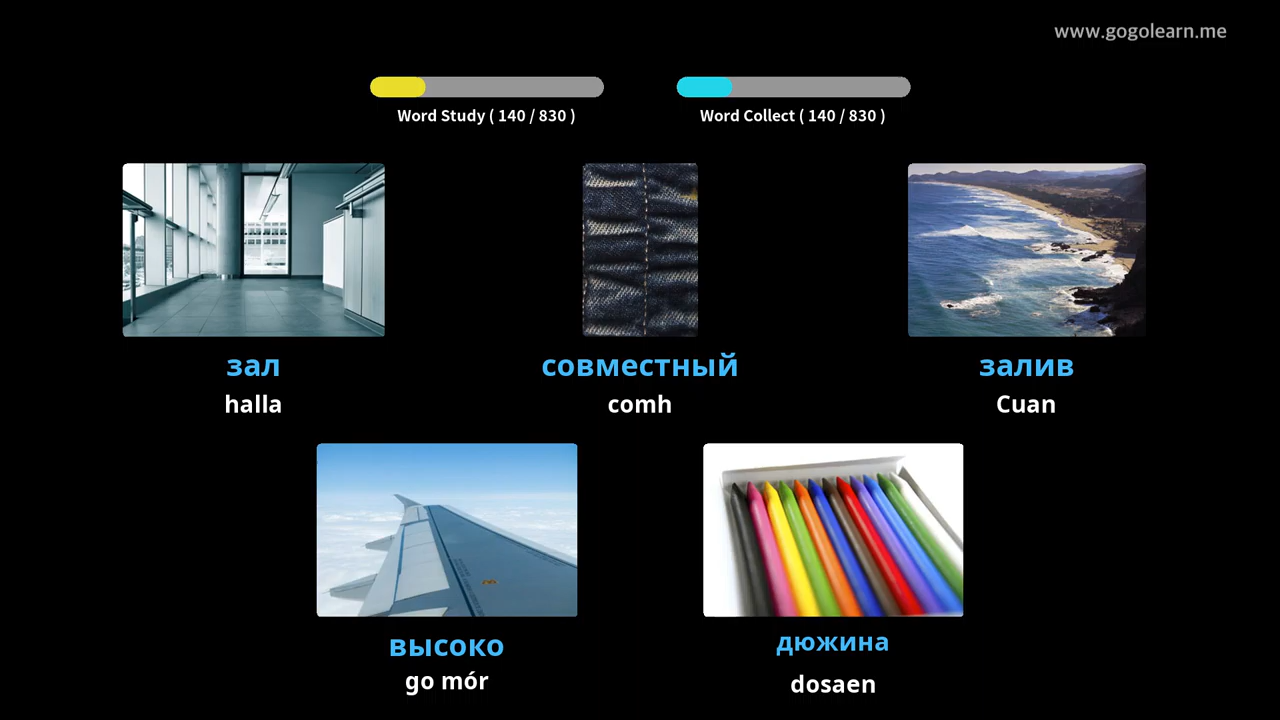 www.gogolearn.me
Word Study ( 140 / 830 )
Word Collect ( 140 / 830 )
зал
halla
совместный
comh
залив
Cuan
высоко
go mór
дюжина
dosaen